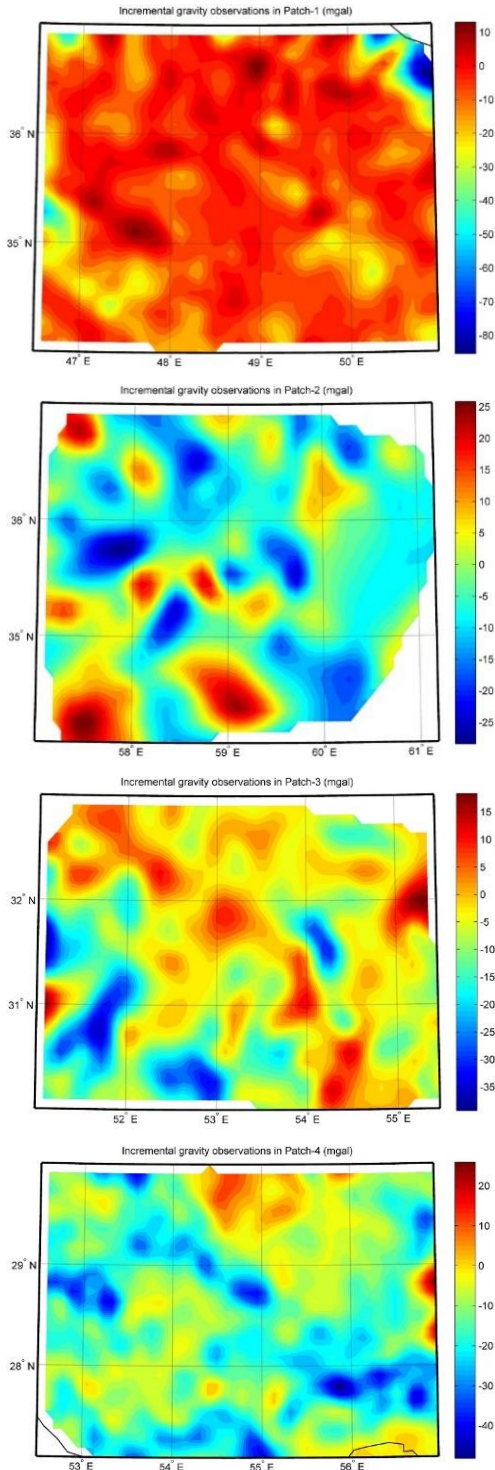 Incremental gravity observations in Patch-1 (mgal)
10
0
-10
-20
-30
-40
-50
-60
-70
-80
36° N
35° N
47° E
48° E
49° E
50° E
Incremental gravity observations in Patch-2 (mgal)
25
20
15
10
5
0
-5
-10
-15
-20
-25
36° N
35° N
58° E
59° E
60° E
61° E
Incremental gravity observations in Patch-3 (mgal)
15
10
5
0
-5
-10
-15
-20
-25
-30
-35
32° N
31° N
52° E
53° E
54° E
55° E
Incremental gravity observations in Patch-4 (mgal)
20
10
0
-10
-20
-30
-40
29° N
28° N
53° E
54° E
55° E
56° E